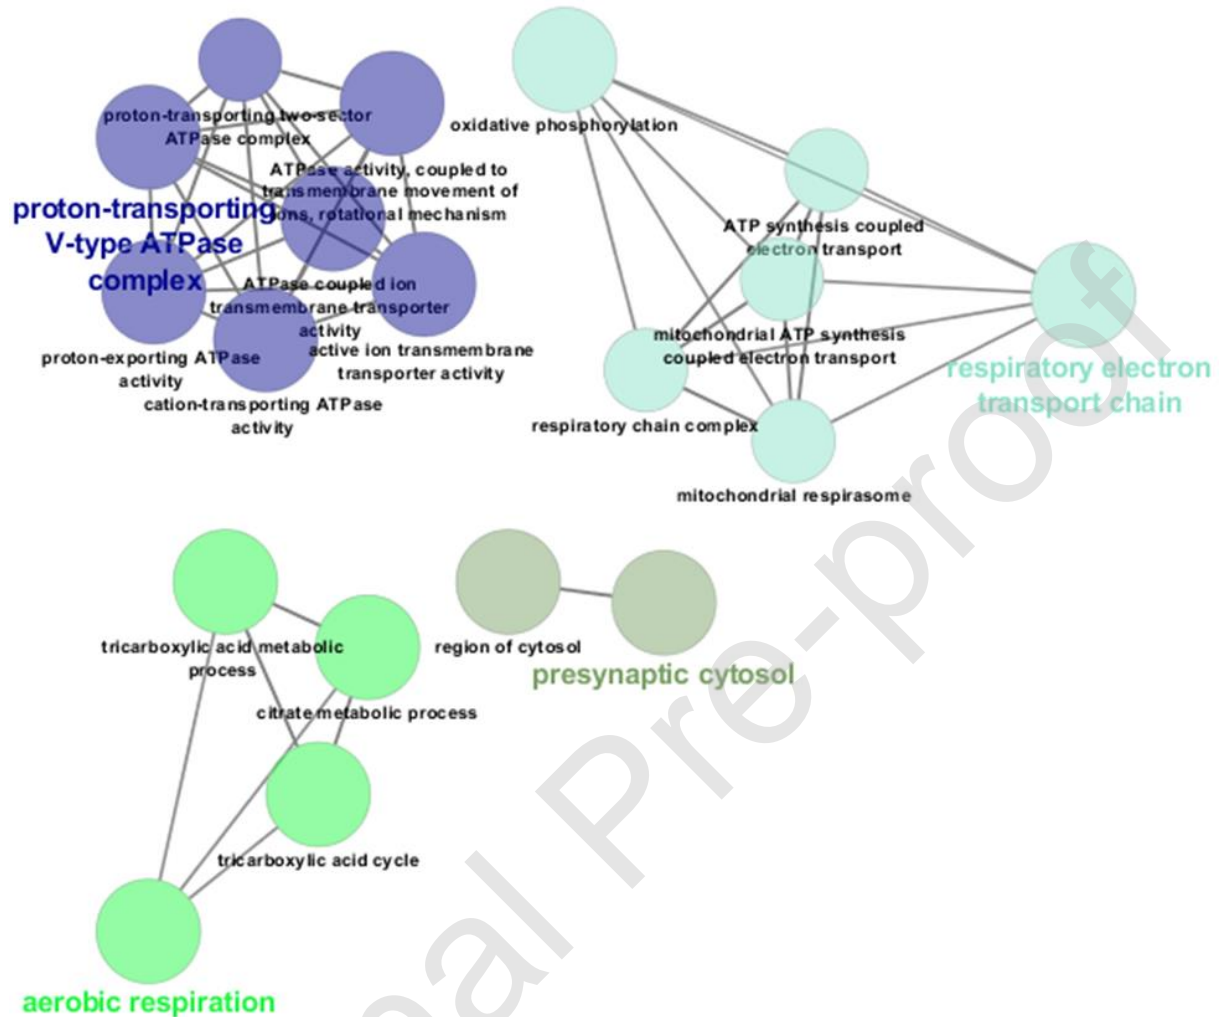 proton-transporting two-sector
ATPase complex
ATPase activity, coupled to
transmembrane movement of
ions, rotational mechanism
proton-transporting
V-type ATPase
complex
ATPase coupled ion
transmembrane transporter
activity
proton-exporting ATPase
activity
active ion transmembrane
transporter activity
cation-transporting ATPase
activity
oxidative phosphorylation
ATP synthesis coupled
electron transport
mitochondrial ATP synthesis
coupled electron transport
respiratory electron
transport chain
respiratory chain complex
mitochondrial respirasome
tricarboxylic acid metabolic
process
citrate metabolic process
tricarboxylic acid cycle
aerobic respiration
region of cytosol
presynaptic cytosol
nal Pre-proof